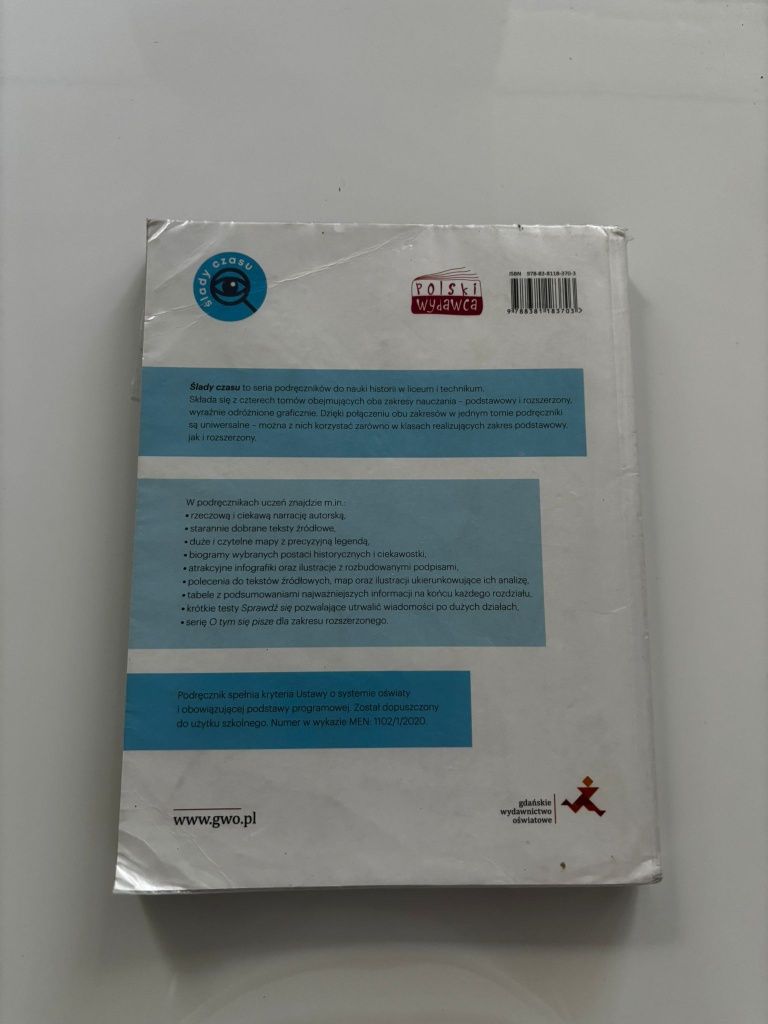 ślady czasu
POLSKI
wydawca
ISBN 978-83-8118-370-3
9 788381 183703
Ślady czasu to seria podręczników do nauki historii w liceum i technikum.
Składa się z czterech tomów obejmujących oba zakresy nauczania – podstawowy i rozszerzony,
wyraźnie odróżnione graficznie. Dzięki połączeniu obu zakresów w jednym tomie podręczniki
są uniwersalne – można z nich korzystać zarówno w klasach realizujących zakres podstawowy,
jak i rozszerzony.
W podręcznikach uczeń znajdzie m.in.:
• rzeczową i ciekawą narrację autorską,
• starannie dobrane teksty źródłowe,
• duże i czytelne mapy z precyzyjną legendą,
• biogramy wybranych postaci historycznych i ciekawostki,
• atrakcyjne infografiki oraz ilustracje z rozbudowanymi podpisami,
• polecenia do tekstów źródłowych, map oraz ilustracji ukierunkowujące ich analizę,
• tabele z podsumowaniami najważniejszych informacji na końcu każdego rozdziału,
• krótkie testy Sprawdź się pozwalające utrwalić wiadomości po dużych działach,
• serię O tym się pisze dla zakresu rozszerzonego.
Podręcznik spełnia kryteria Ustawy o systemie oświaty
i obowiązującej podstawy programowej. Został dopuszczony
do użytku szkolnego. Numer w wykazie MEN: 1102/1/2020.
www.gwo.pl
gdańskie
wydawnictwo
oświatowe